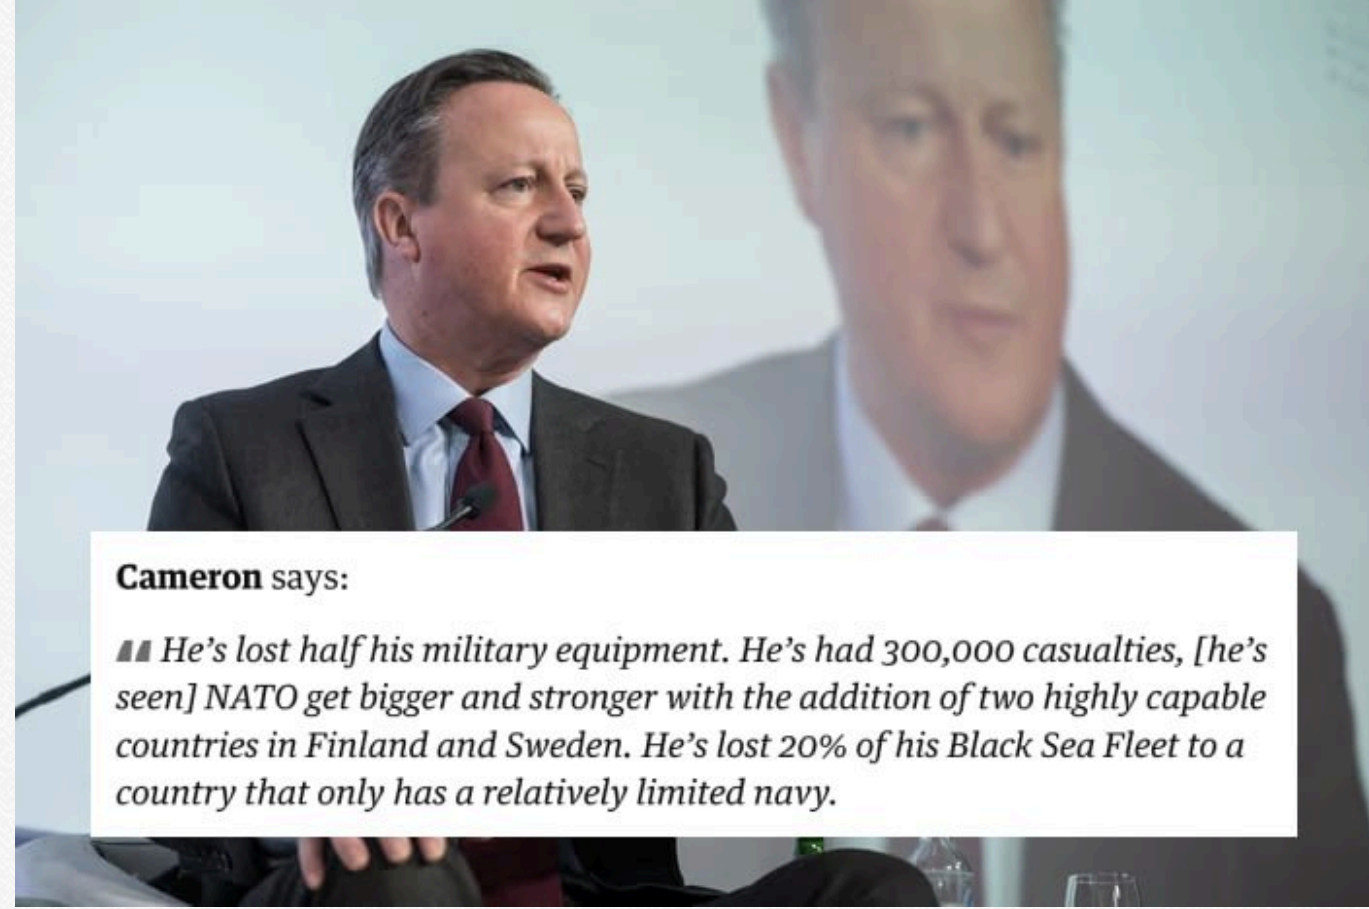 Cameron says:
" He’s lost half his military equipment. He’s had 300,000 casualties, [he’s
seen] NATO get bigger and stronger with the addition of two highly capable
countries in Finland and Sweden. He’s lost 20% of his Black Sea Fleet to a
country that only has a relatively limited navy.